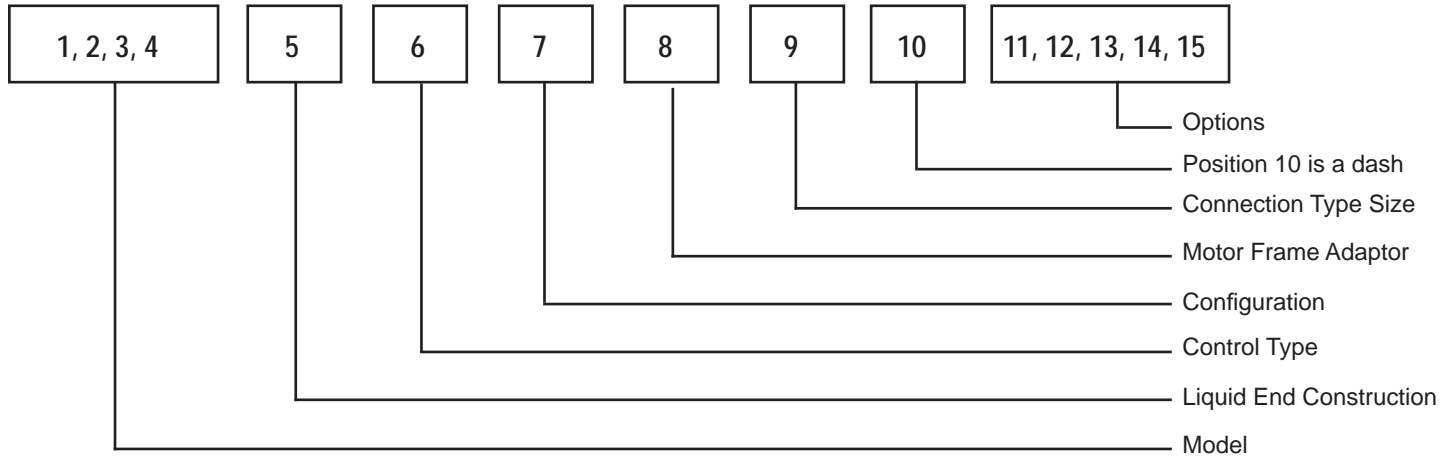 1, 2, 3, 4 5 6 7 8 9 10 11, 12, 13, 14, 15
Options
Position 10 is a dash
Connection Type Size
Motor Frame Adaptor
Configuration
Control Type
Liquid End Construction
Model